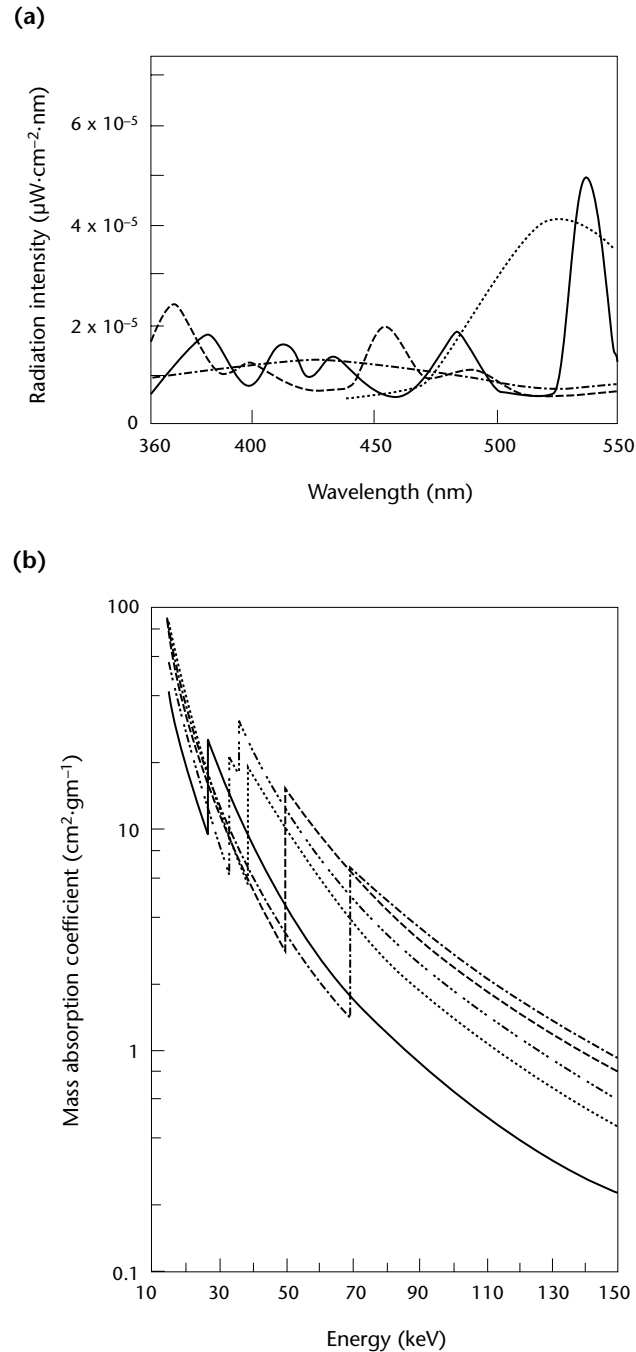 (a)
Radiation intensity (µW·cm⁻²·nm)
6 x 10⁻⁵
4 x 10⁻⁵
2 x 10⁻⁵
0
360
400
450
500
550
Wavelength (nm)
(b)
Mass absorption coefficient (cm²·gm⁻¹)
100
10
1
0.1
10
30
50
70
90
110
130
150
Energy (keV)